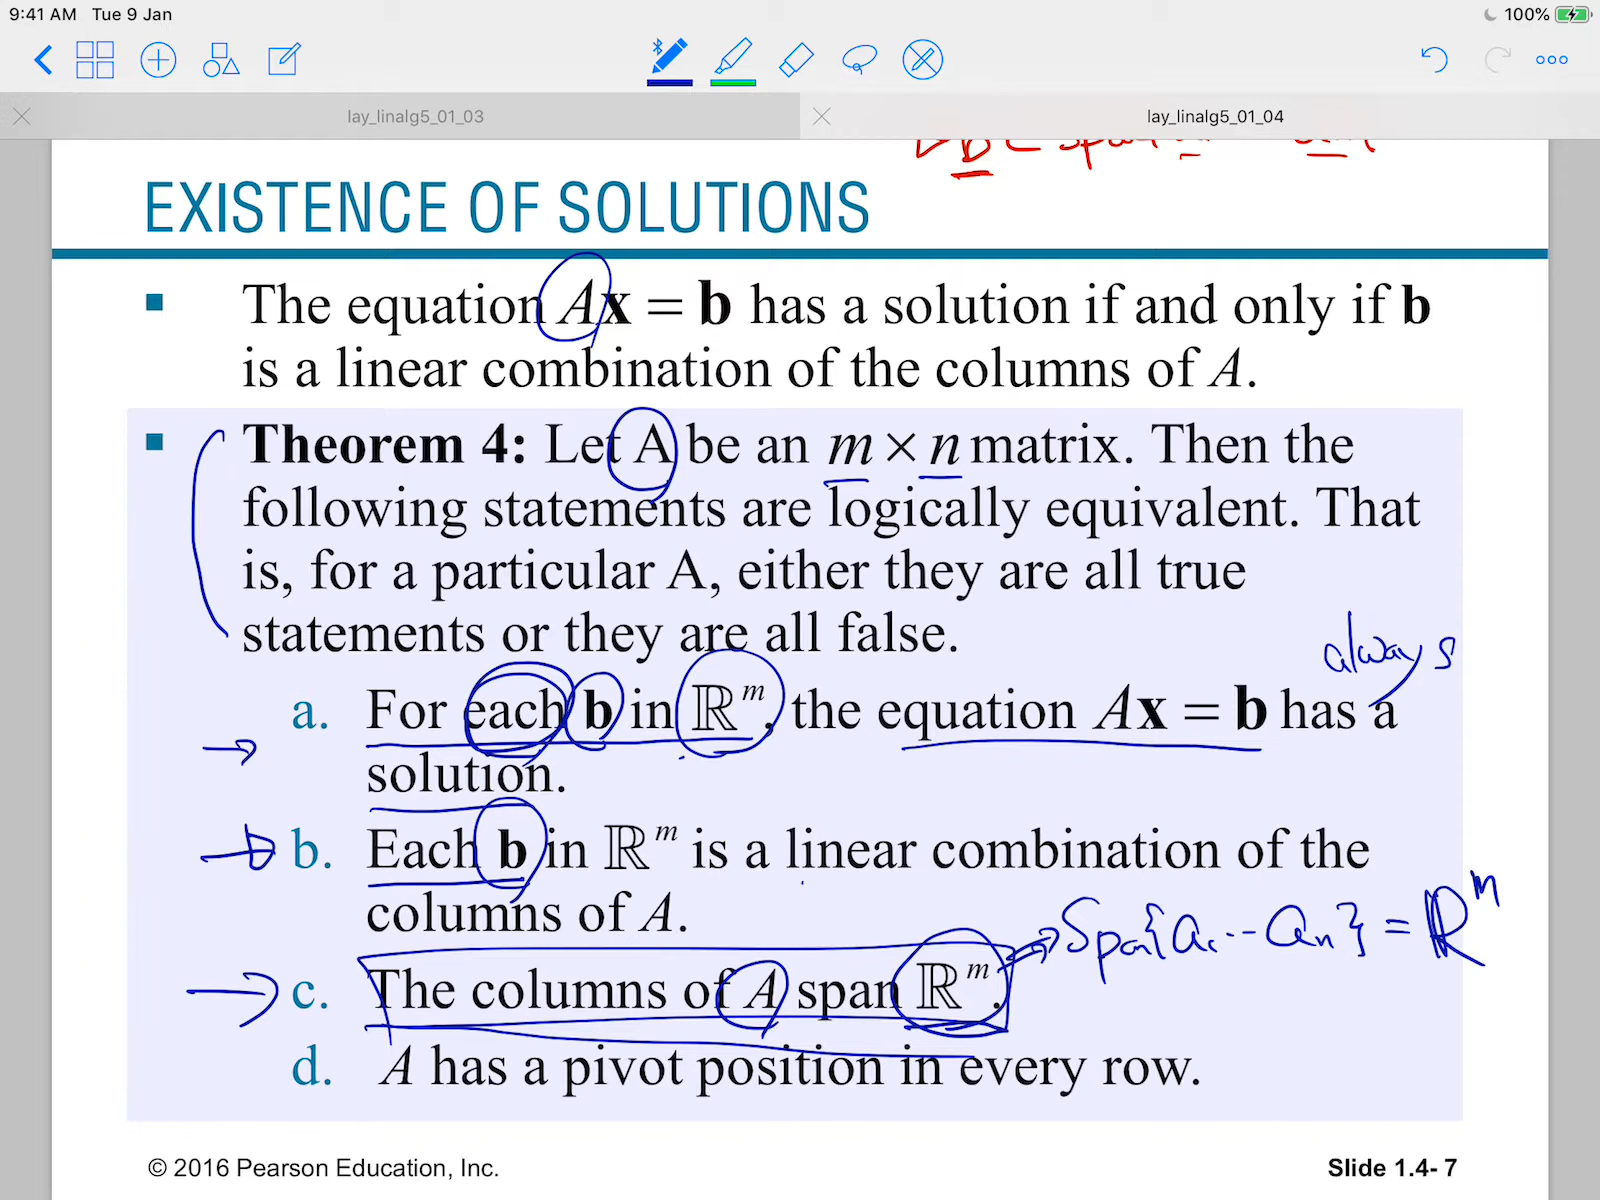 9:41 AM Tue 9 Jan
100%
lay_linalg5_01_03
lay_linalg5_01_04
EXISTENCE OF SOLUTIONS
▪ The equation Ax = b has a solution if and only if b
is a linear combination of the columns of A.
▪ Theorem 4: Let A be an m × n matrix. Then the
following statements are logically equivalent. That
is, for a particular A, either they are all true
statements or they are all false.
always
a. For each b in ℝᵐ, the equation Ax = b has a
solution.
b. Each b in ℝᵐ is a linear combination of the
columns of A.
Span{a₁ ... aₙ} = ℝᵐ
c. The columns of A span ℝᵐ.
d. A has a pivot position in every row.
© 2016 Pearson Education, Inc.
Slide 1.4- 7